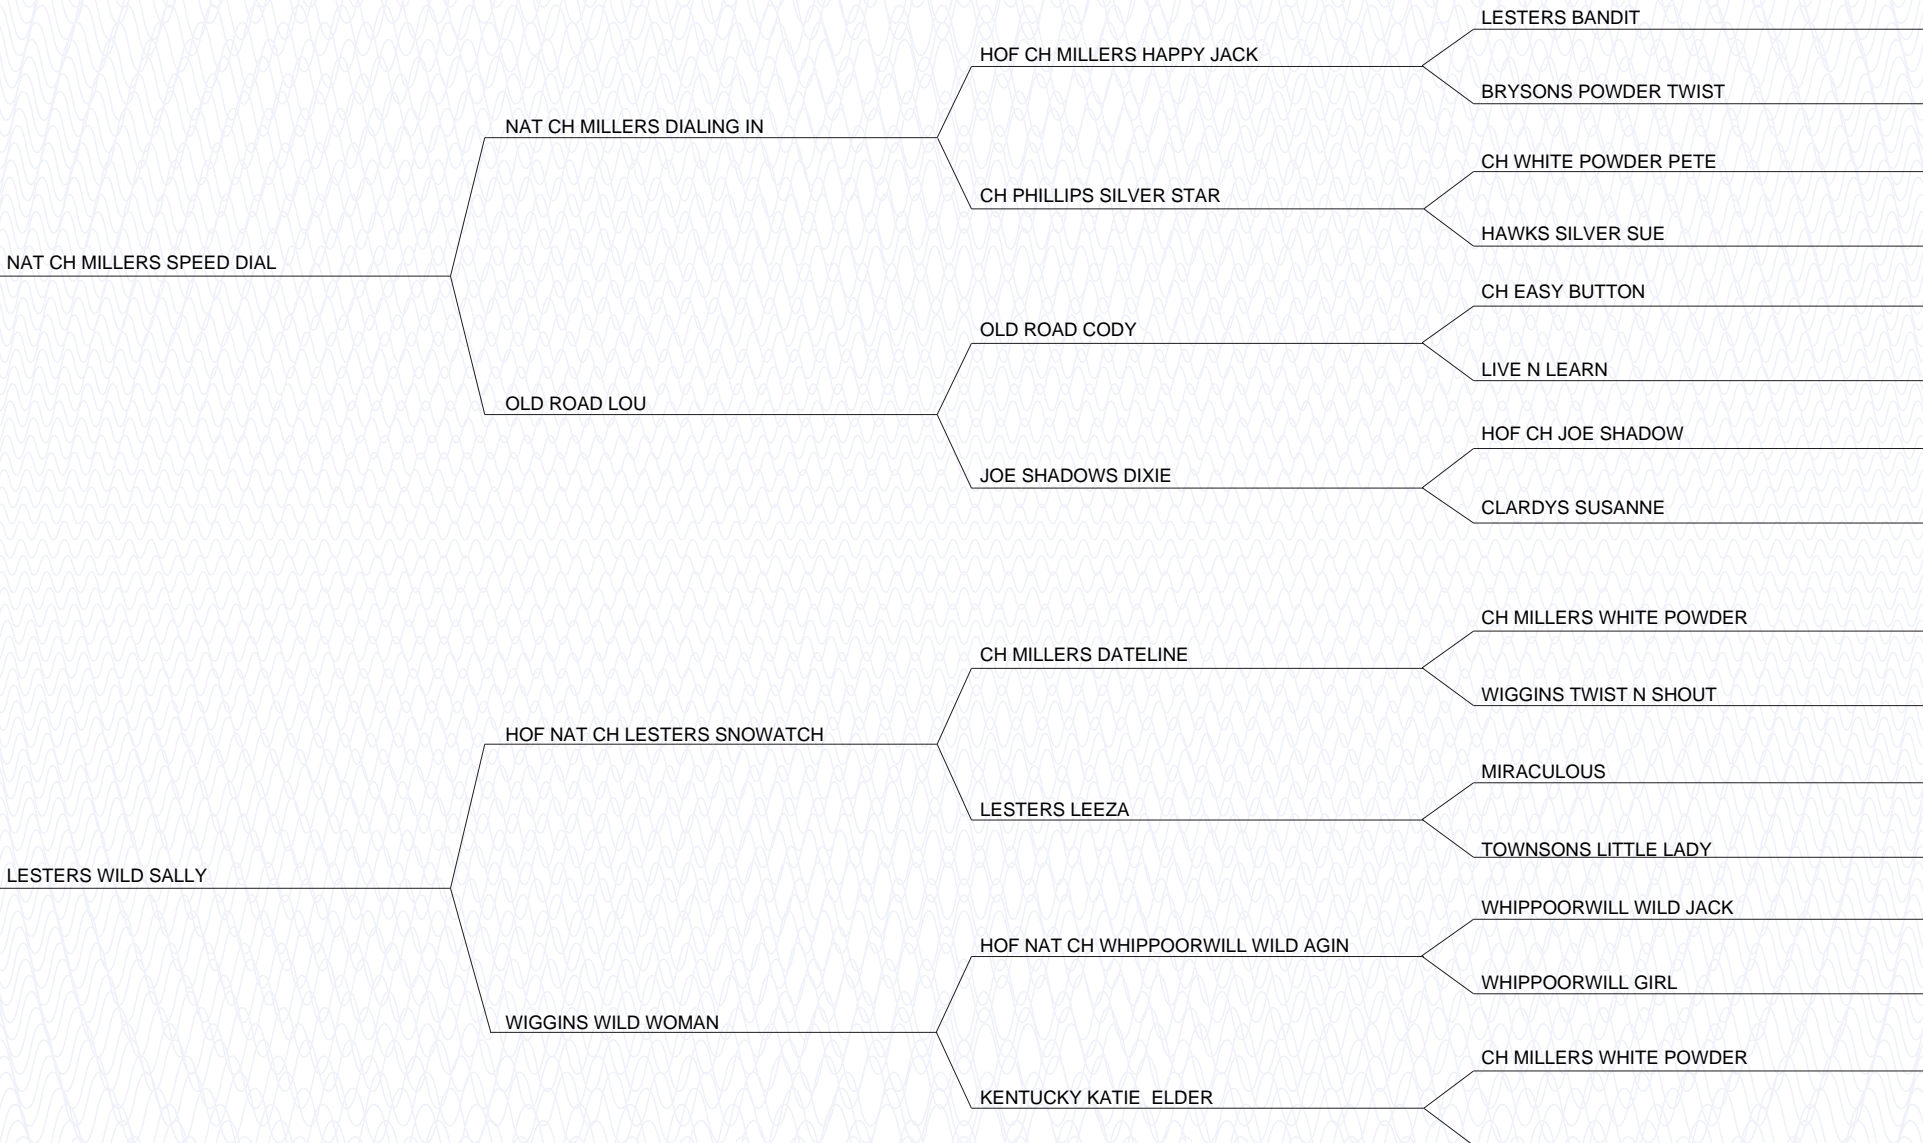 LESTERS BANDIT
HOF CH MILLERS HAPPY JACK
BRYSONS POWDER TWIST
NAT CH MILLERS DIALING IN
CH WHITE POWDER PETE
CH PHILLIPS SILVER STAR
HAWKS SILVER SUE
NAT CH MILLERS SPEED DIAL
CH EASY BUTTON
OLD ROAD CODY
LIVE N LEARN
OLD ROAD LOU
HOF CH JOE SHADOW
JOE SHADOWS DIXIE
CLARDYS SUSANNE
CH MILLERS WHITE POWDER
CH MILLERS DATELINE
WIGGINS TWIST N SHOUT
HOF NAT CH LESTERS SNOWATCH
MIRACULOUS
LESTERS LEEZA
TOWNSONS LITTLE LADY
LESTERS WILD SALLY
WHIPPOORWILL WILD JACK
HOF NAT CH WHIPPOORWILL WILD AGIN
WHIPPOORWILL GIRL
WIGGINS WILD WOMAN
CH MILLERS WHITE POWDER
KENTUCKY KATIE  ELDER